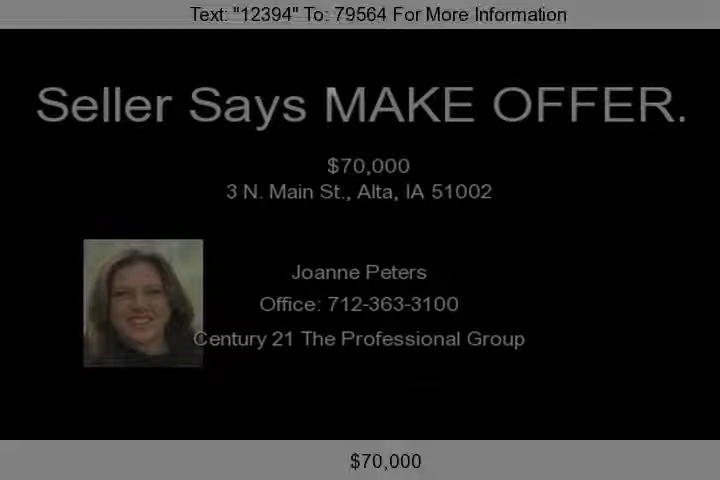 Text: "12394" To: 79564 For More Information
Seller Says MAKE OFFER.
$70,000
3 N. Main St., Alta, IA 51002
Joanne Peters
Office: 712-363-3100
Century 21 The Professional Group
$70,000